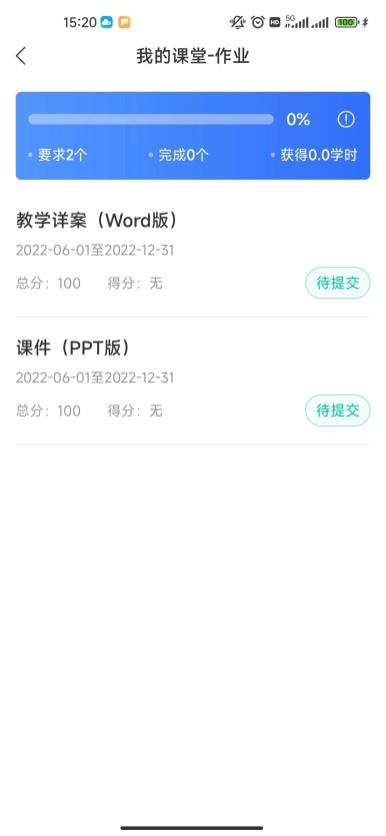 15:20 HD 5G 100
我的课堂-作业
0%
要求2个 完成0个 获得0.0学时
教学详案（Word版）
2022-06-01至2022-12-31
总分：100 得分：无 待提交
课件（PPT版）
2022-06-01至2022-12-31
总分：100 得分：无 待提交